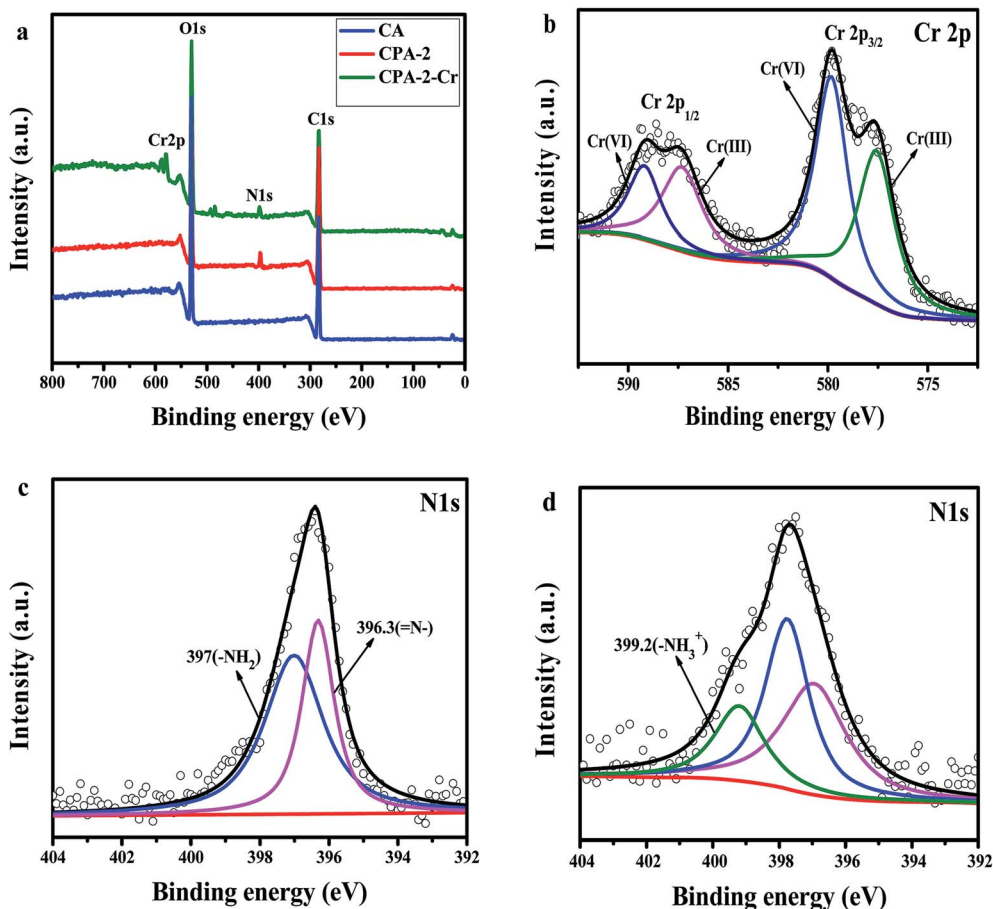 a
O1s
CA
CPA-2
CPA-2-Cr
C1s
Cr2p
N1s
Intensity (a.u.)
800 700 600 500 400 300 200 100 0
Binding energy (eV)
b
Cr 2p
Cr 2p3/2
Cr(VI)
Cr 2p1/2
Cr(VI)
Cr(III)
Cr(III)
Intensity (a.u.)
590 585 580 575
Binding energy (eV)
c
N1s
397(-NH2)
396.3(=N-)
Intensity (a.u.)
404 402 400 398 396 394 392
Binding energy (eV)
d
N1s
399.2(-NH3+)
Intensity (a.u.)
404 402 400 398 396 394 392
Binding energy (eV)